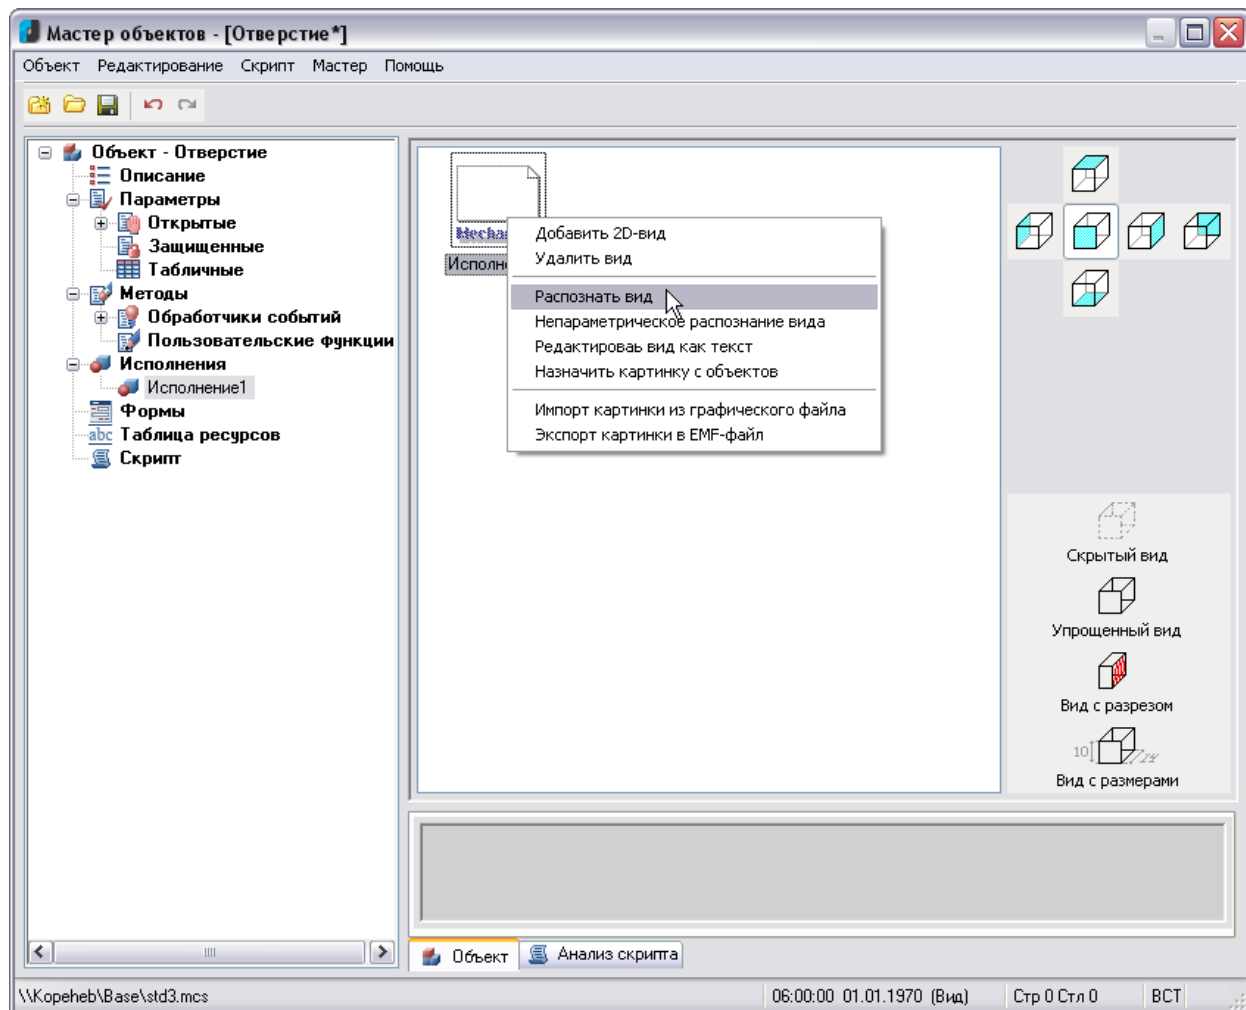 Мастер объектов - [Отверстие*]
Объект Редактирование Скрипт Мастер Помощь
Объект - Отверстие
Описание
Параметры
Открытые
Защищенные
Табличные
Методы
Обработчики событий
Пользовательские функции
Исполнения
Исполнение1
Формы
abc Таблица ресурсов
Скрипт
Добавить 2D-вид
Удалить вид
Распознать вид
Непараметрическое распознание вида
Редактироваь вид как текст
Назначить картинку с объектов
Импорт картинки из графического файла
Экспорт картинки в EMF-файл
Скрытый вид
Упрощенный вид
Вид с разрезом
10
Вид с размерами
Объект Анализ скрипта
\\Kopeheb\Base\std3.mcs 06:00:00 01.01.1970 (Вид) Стр 0 Стл 0 ВСТ